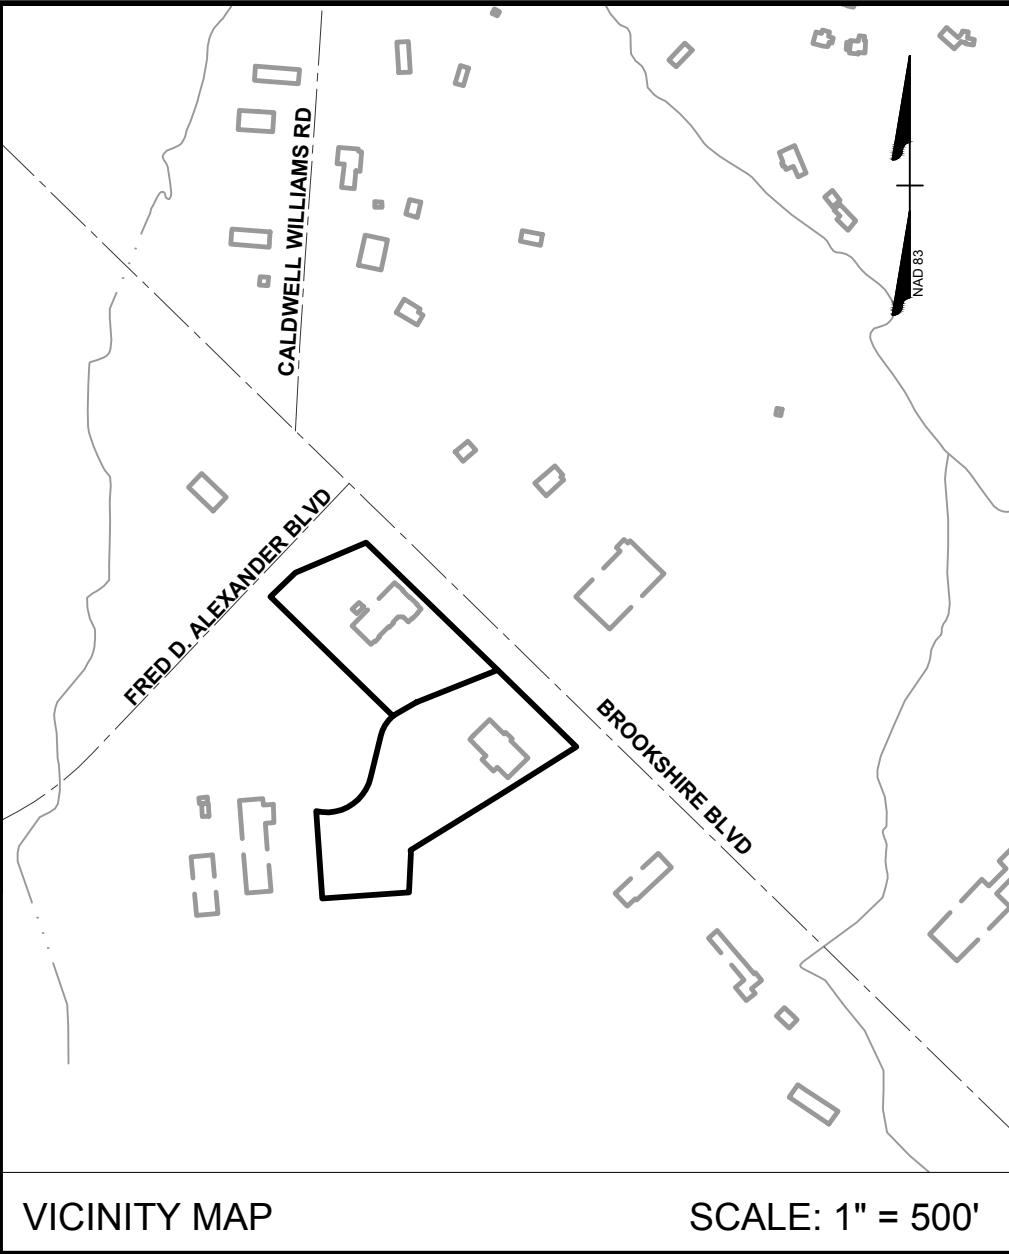 CALDWELL WILLIAMS RD
NAD 83
FRED D. ALEXANDER BLVD
BROOKSHIRE BLVD
VICINITY MAP
SCALE: 1" = 500'